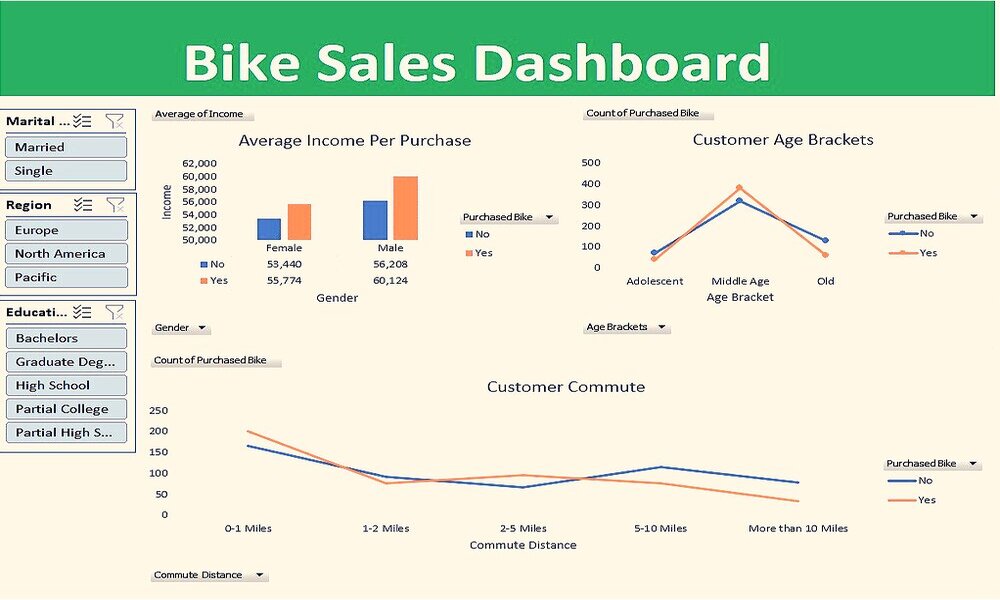 Bike Sales Dashboard
Marital ...
Married
Single
Region
Europe
North America
Pacific
Educati...
Bachelors
Graduate Deg...
High School
Partial College
Partial High S...
Average of Income
Average Income Per Purchase
Income
62,000
60,000
58,000
56,000
54,000
52,000
50,000
Female Male
No 53,440 56,208
Yes 55,774 60,124
Gender
Purchased Bike
No
Yes
Gender
Count of Purchased Bike
Customer Age Brackets
500
400
300
200
100
0
Adolescent Middle Age Old
Age Bracket
Purchased Bike
No
Yes
Age Brackets
Count of Purchased Bike
Customer Commute
250
200
150
100
50
0
0-1 Miles 1-2 Miles 2-5 Miles 5-10 Miles More than 10 Miles
Commute Distance
Purchased Bike
No
Yes
Commute Distance